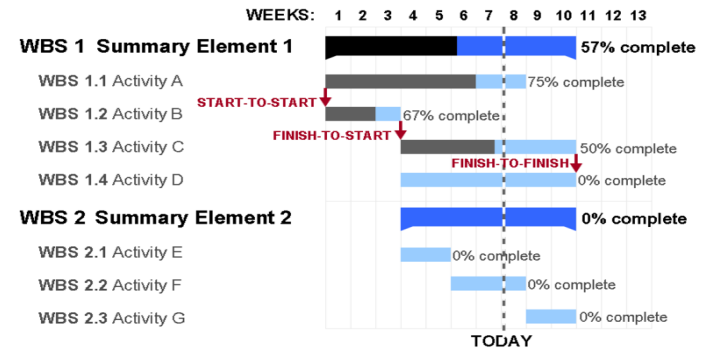 WEEKS: 1 2 3 4 5 6 7 8 9 10 11 12 13
WBS 1 Summary Element 1 57% complete
WBS 1.1 Activity A 75% complete
START-TO-START
WBS 1.2 Activity B 67% complete
FINISH-TO-START
WBS 1.3 Activity C 50% complete
FINISH-TO-FINISH
WBS 1.4 Activity D 0% complete
WBS 2 Summary Element 2 0% complete
WBS 2.1 Activity E 0% complete
WBS 2.2 Activity F 0% complete
WBS 2.3 Activity G 0% complete
TODAY